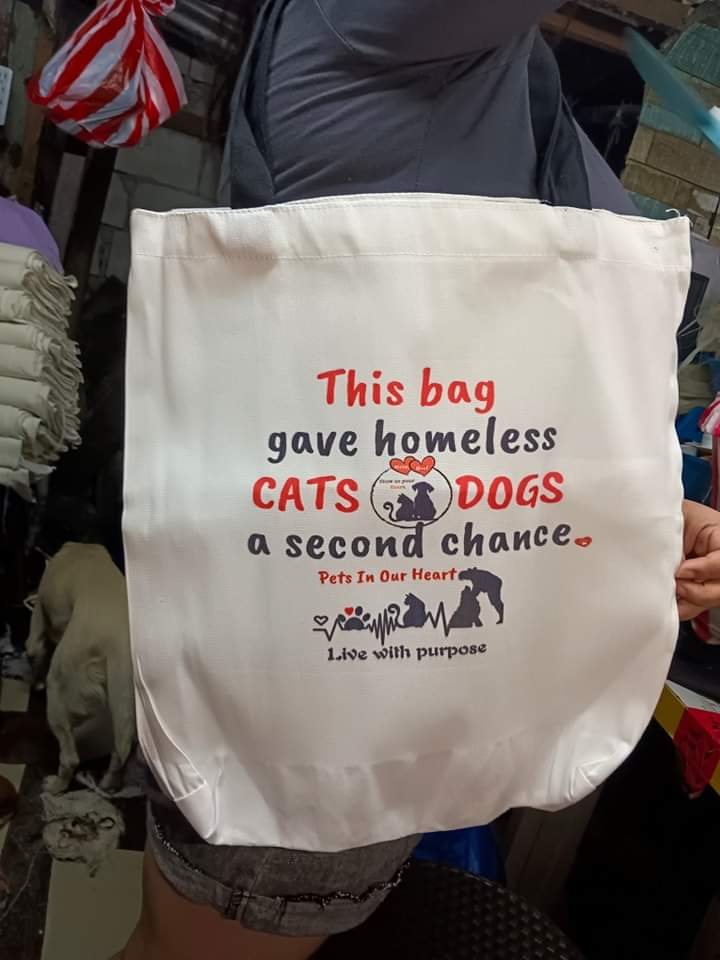 This bag
gave homeless
CATS DOGS
a second chance.
Pets In Our Heart
Live with purpose